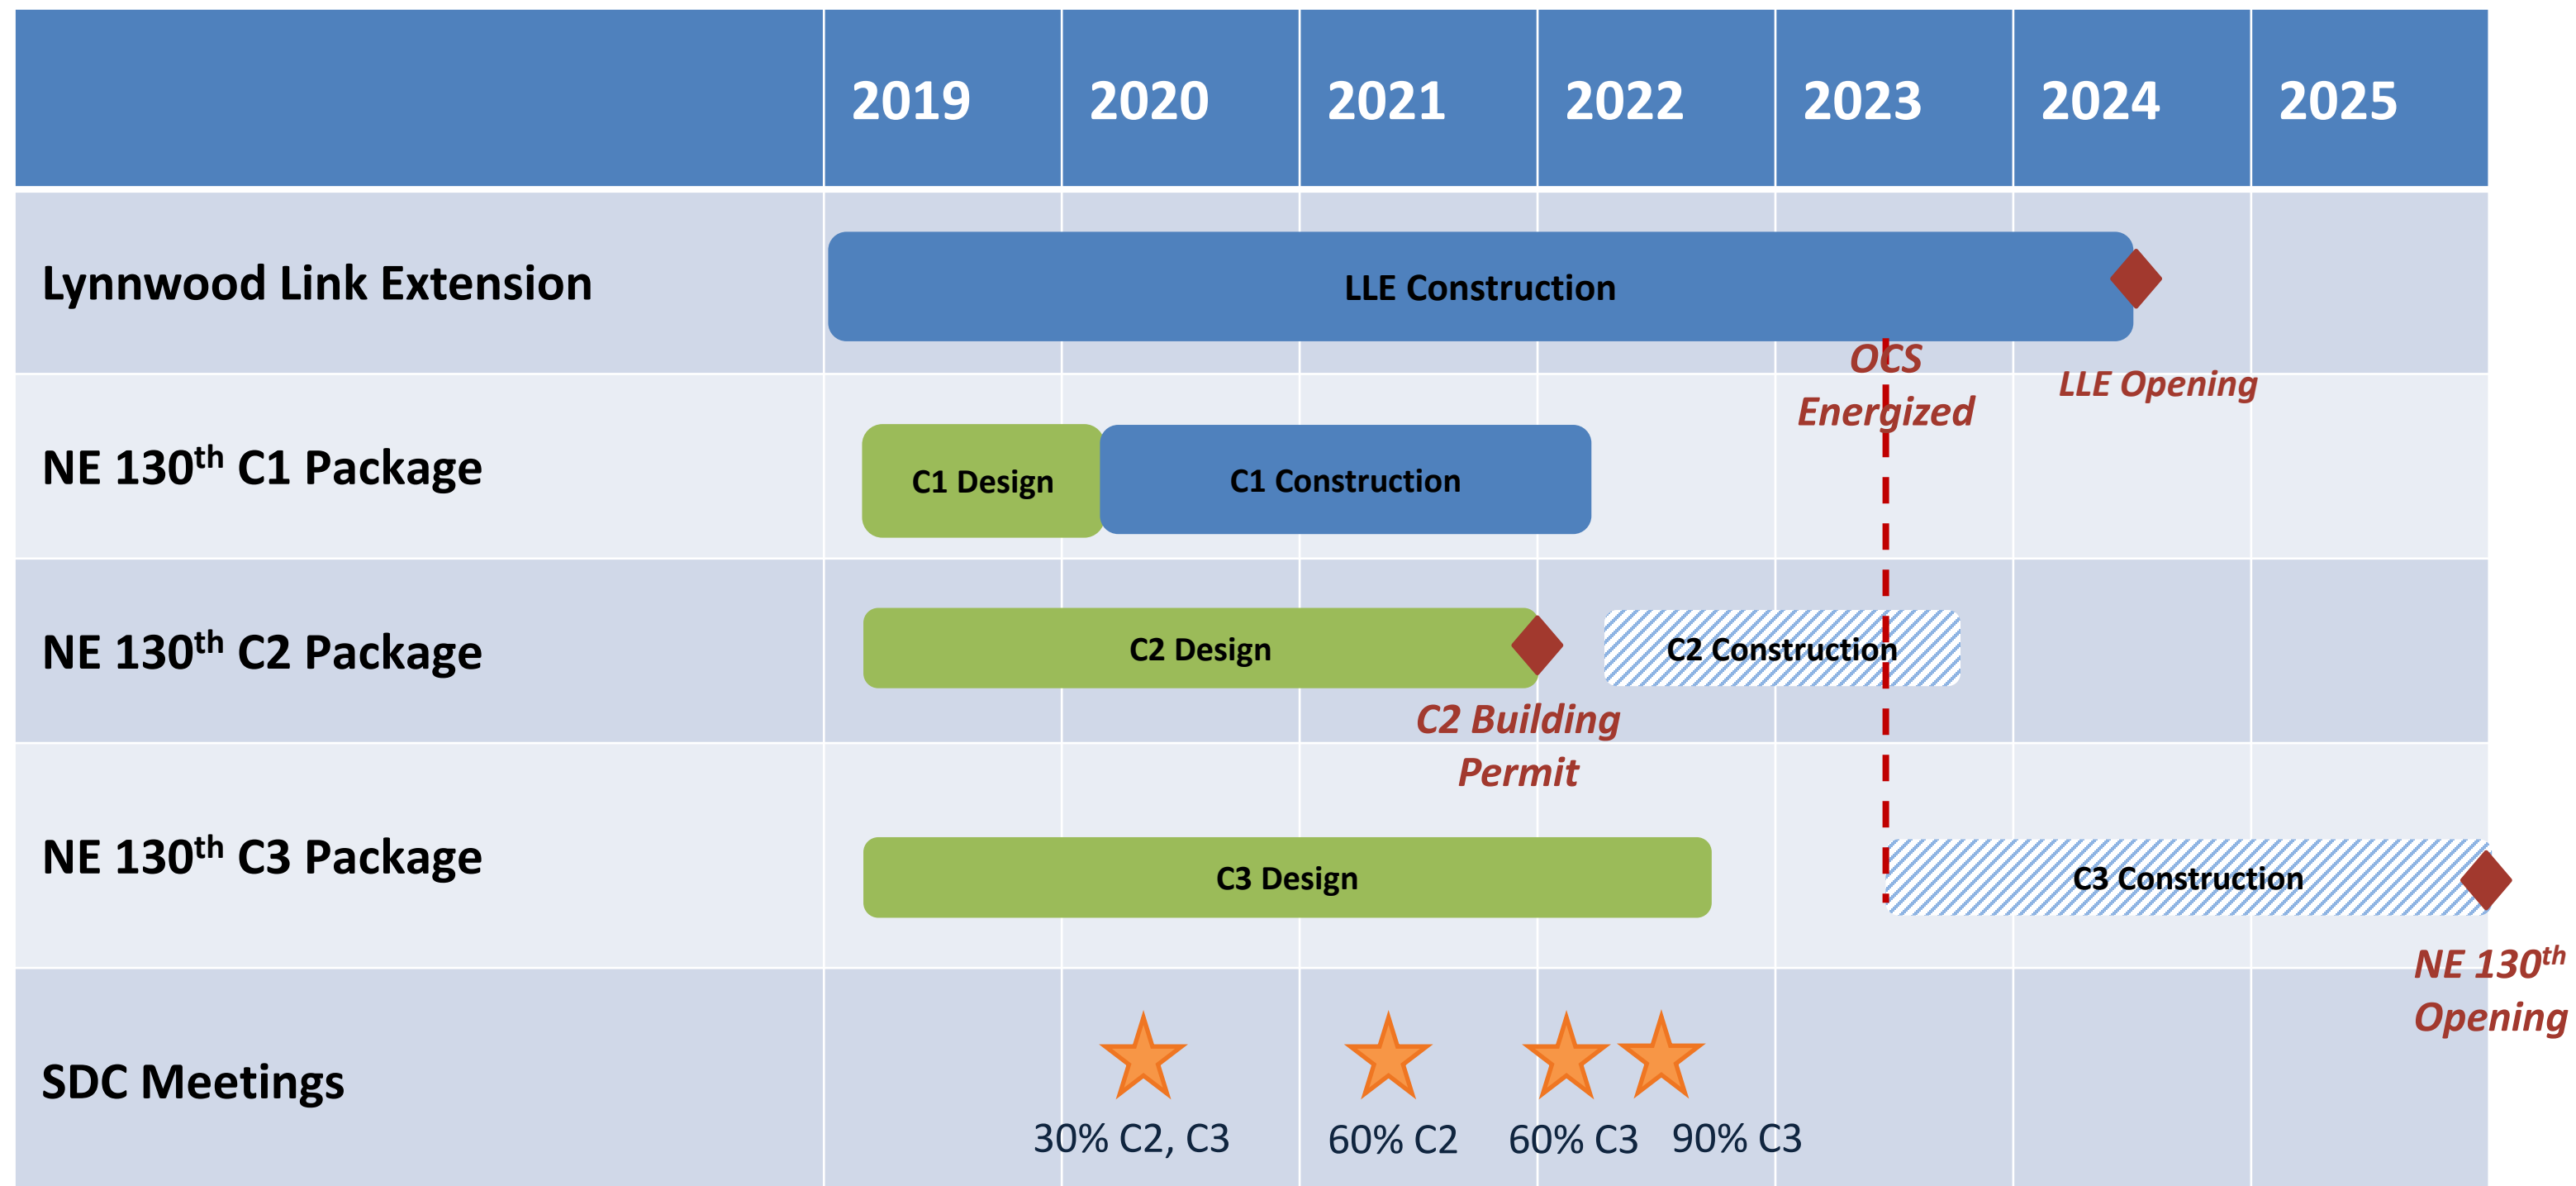 2019 2020 2021 2022 2023 2024 2025
Lynnwood Link Extension
LLE Construction
OCS
Energized
LLE Opening
NE 130th C1 Package
C1 Design
C1 Construction
NE 130th C2 Package
C2 Design
C2 Construction
C2 Building
Permit
NE 130th C3 Package
C3 Design
C3 Construction
NE 130th
Opening
SDC Meetings
30% C2, C3
60% C2
60% C3
90% C3